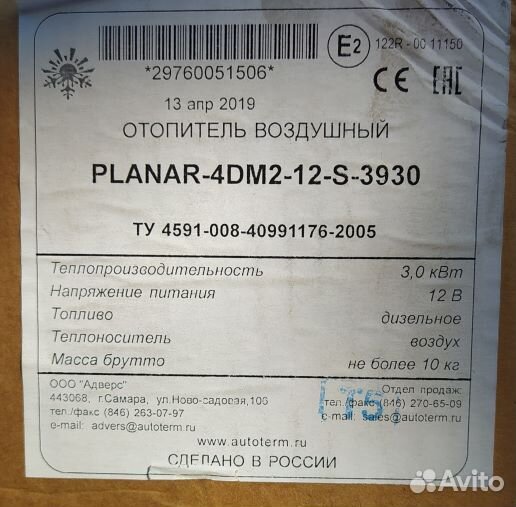 *29760051506*
E2
122R - 00 11150
CE EAC
13 апр 2019
ОТОПИТЕЛЬ ВОЗДУШНЫЙ
PLANAR-4DM2-12-S-3930
ТУ 4591-008-40991176-2005
Теплопроизводительность 3,0 кВт
Напряжение питания 12 В
Топливо дизельное
Теплоноситель воздух
Масса брутто не более 10 кг
ООО "Адверс"
443068, г.Самара, ул.Ново-садовая,106
тел./факс (846) 263-07-97
e-mail: advers@autoterm.ru
Отдел продаж:
тел./факс (846) 270-65-09
e-mail: sales@autoterm.ru
www.autoterm.ru
СДЕЛАНО В РОССИИ
Avito